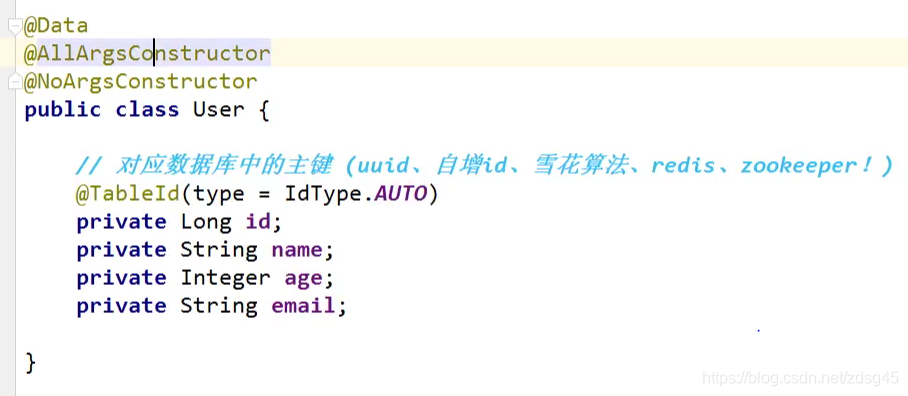 @Data
@AllArgsConstructor
@NoArgsConstructor
public class User {
// 对应数据库中的主键 (uuid、自增id、雪花算法、redis、zookeeper！)
@TableId(type = IdType.AUTO)
private Long id;
private String name;
private Integer age;
private String email;
}
https://blog.csdn.net/zdsg45